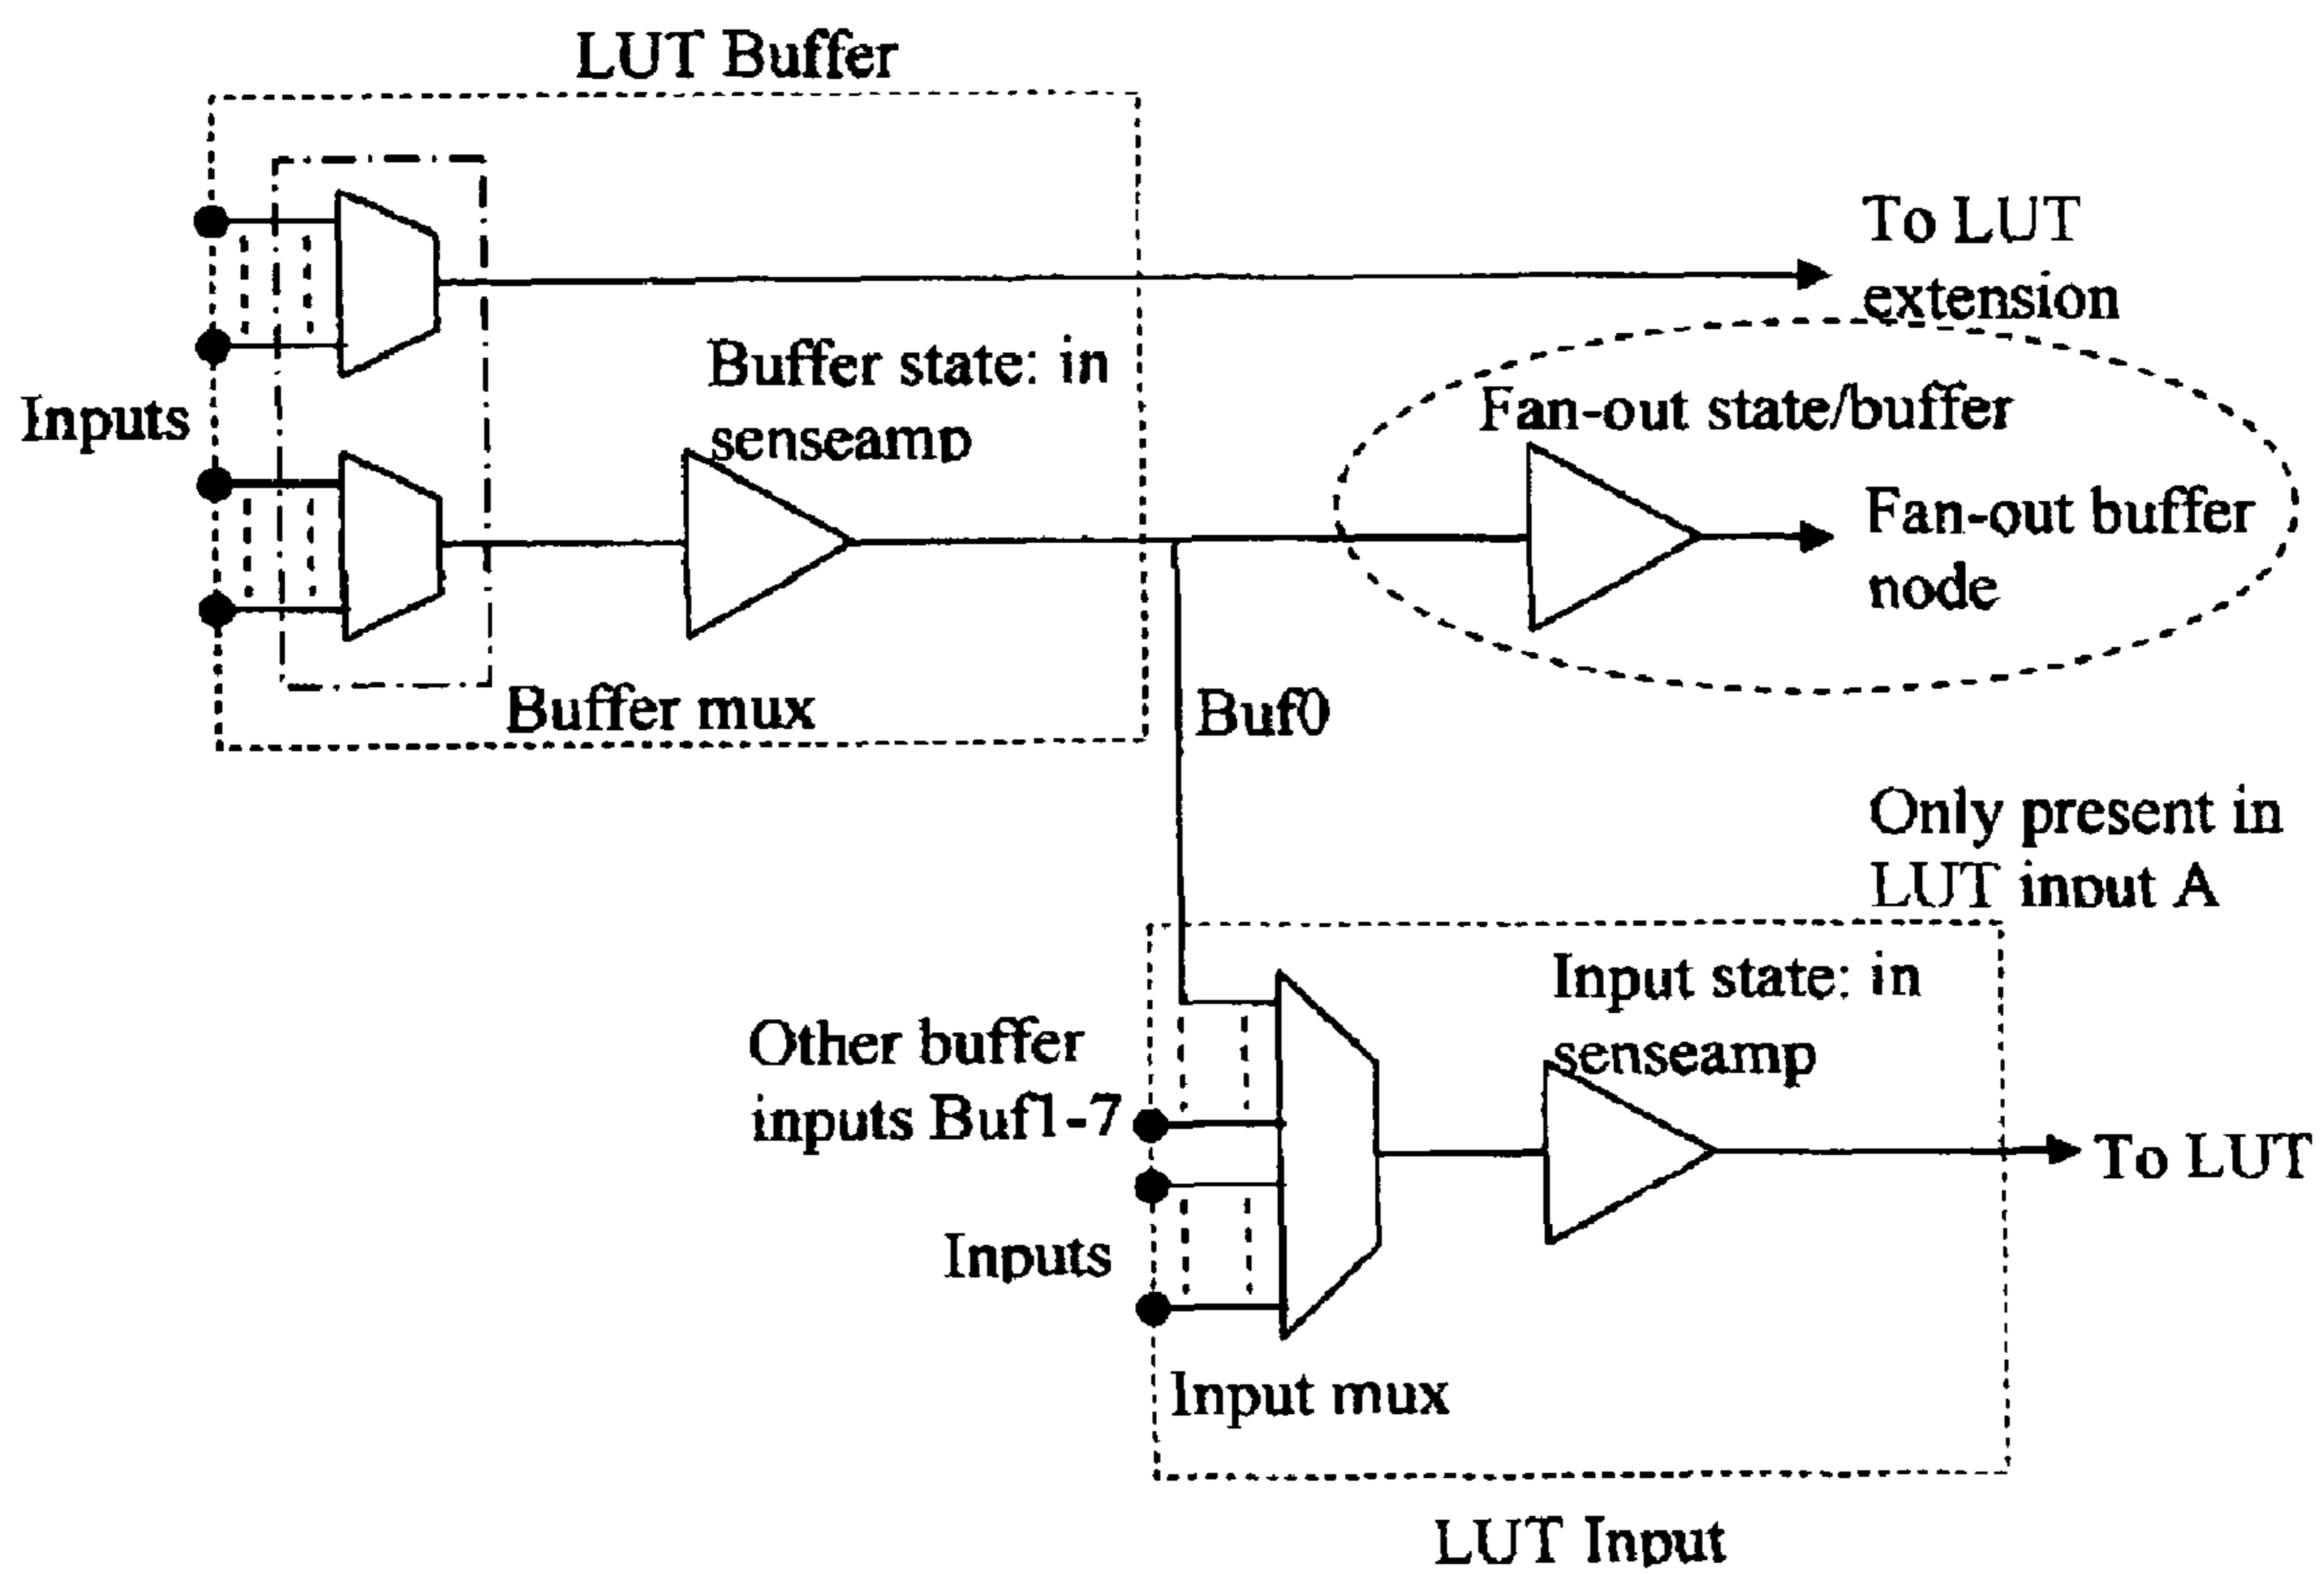 LUT Buffer
To LUT
extension
Buffer state: in
senseamp
Inputs
Fan-out state/buffer
Fan-out buffer
node
Buffer mux
Buf0
Only present in
LUT input A
Input state: in
senseamp
Other buffer
inputs Buf1-7
To LUT
Inputs
Input mux
LUT Input